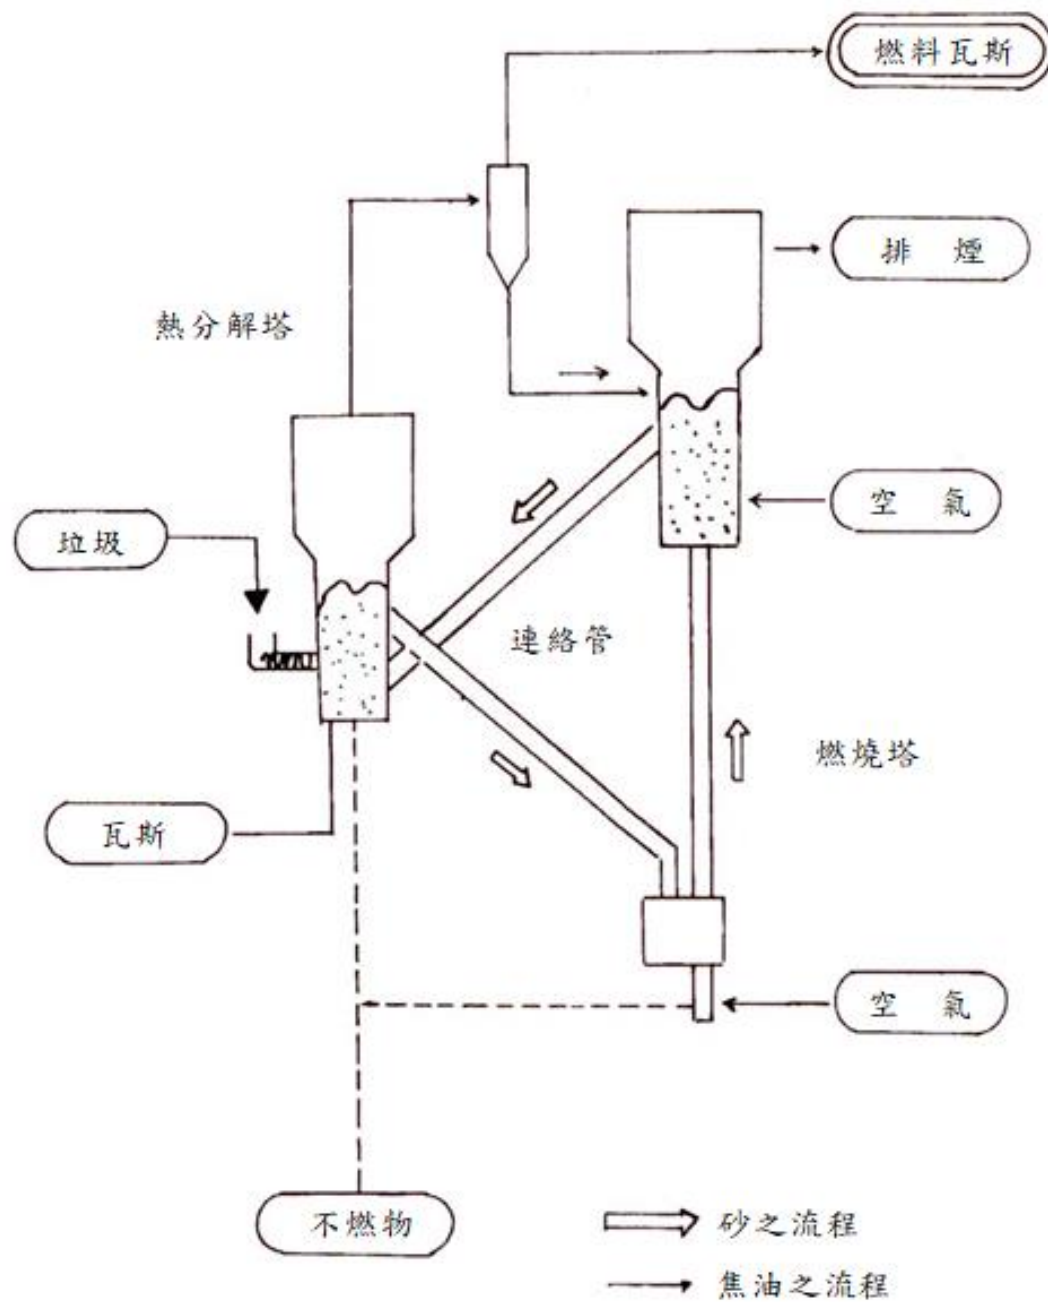 燃料瓦斯
排 煙
熱分解塔
空 氣
垃圾
連絡管
燃燒塔
瓦斯
空 氣
不燃物
砂之流程
焦油之流程